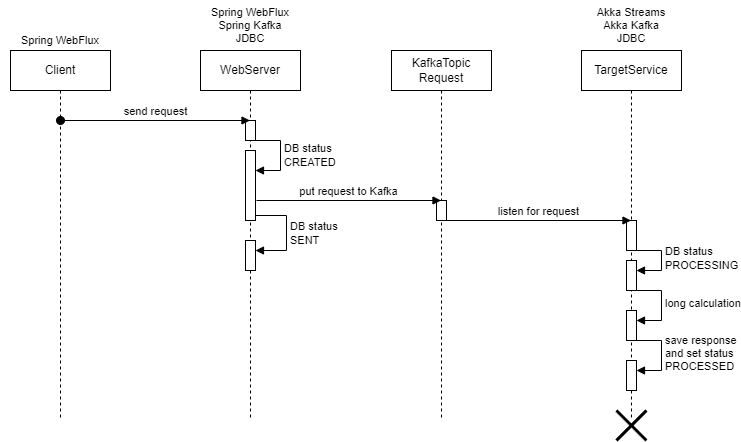 Spring WebFlux
Spring WebFlux
Spring Kafka
JDBC
Akka Streams
Akka Kafka
JDBC
Client
WebServer
KafkaTopic
Request
TargetService
send request
DB status
CREATED
put request to Kafka
listen for request
DB status
SENT
DB status
PROCESSING
long calculation
save response
and set status
PROCESSED